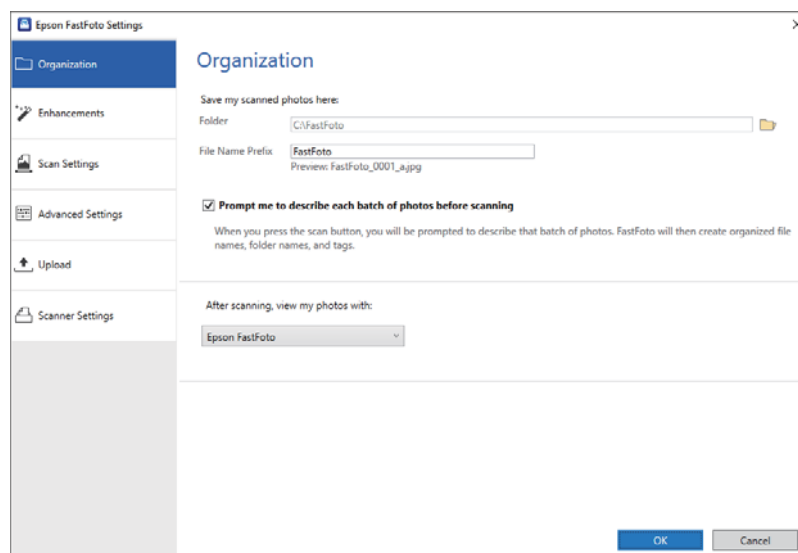 Epson FastFoto Settings
Organization
Enhancements
Scan Settings
Advanced Settings
Upload
Scanner Settings
Organization
Save my scanned photos here:
Folder
C:\FastFoto
File Name Prefix
FastFoto
Preview: FastFoto_0001_a.jpg
Prompt me to describe each batch of photos before scanning
When you press the scan button, you will be prompted to describe that batch of photos. FastFoto will then create organized file
names, folder names, and tags.
After scanning, view my photos with:
Epson FastFoto
OK
Cancel